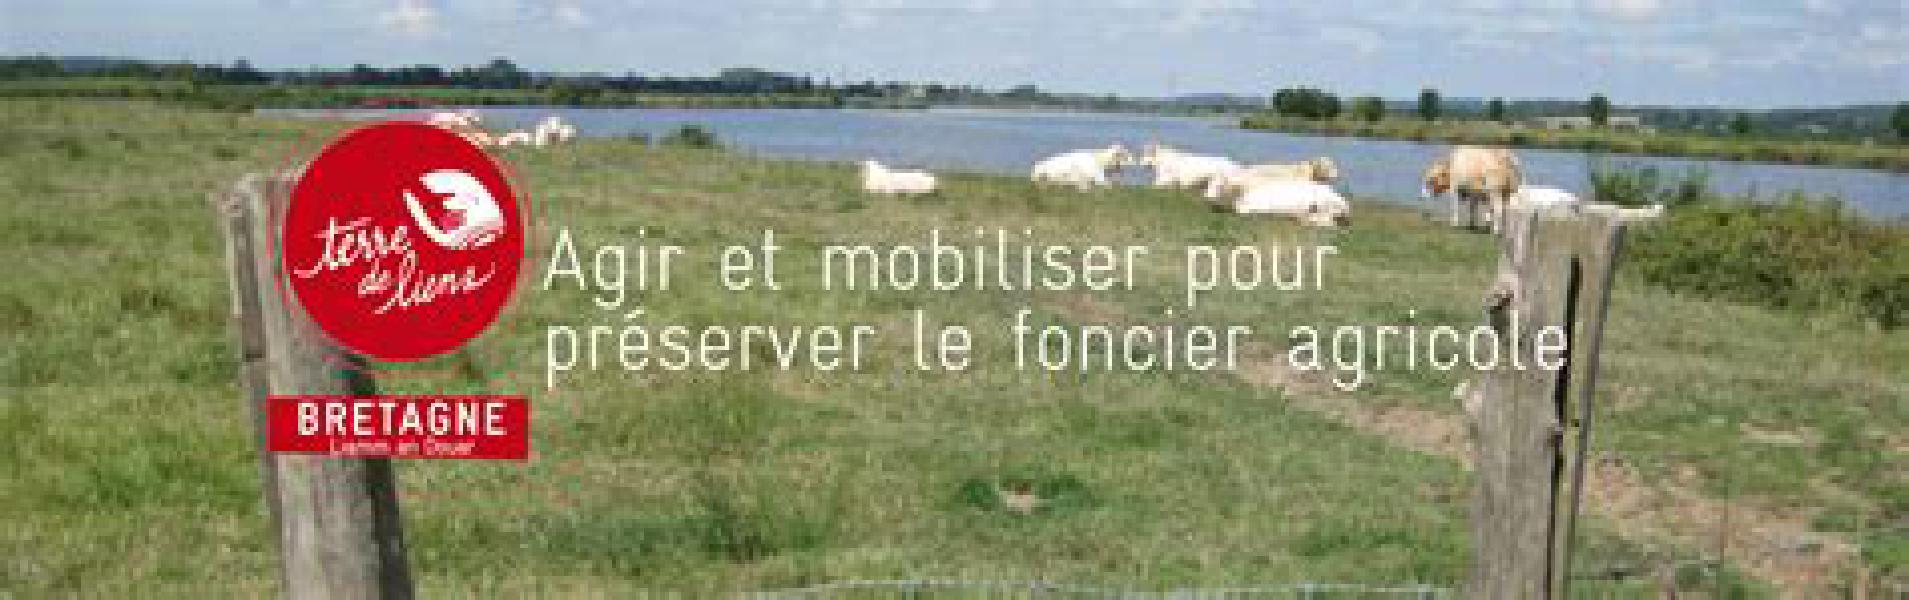 terre
de liens
Agir et mobiliser pour
préserver le foncier agricole
BRETAGNE
Liamm an Douar